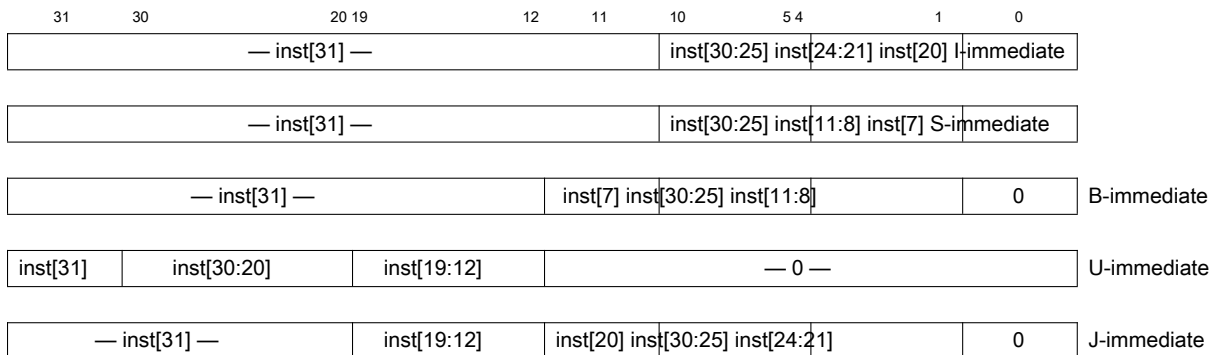 31 30 20 19 12 11 10 5 4 1 0
— inst[31] — inst[30:25] inst[24:21] inst[20] I-immediate
— inst[31] — inst[30:25] inst[11:8] inst[7] S-immediate
— inst[31] — inst[7] inst[30:25] inst[11:8] 0 B-immediate
inst[31] inst[30:20] inst[19:12] — 0 — U-immediate
— inst[31] — inst[19:12] inst[20] inst[30:25] inst[24:21] 0 J-immediate